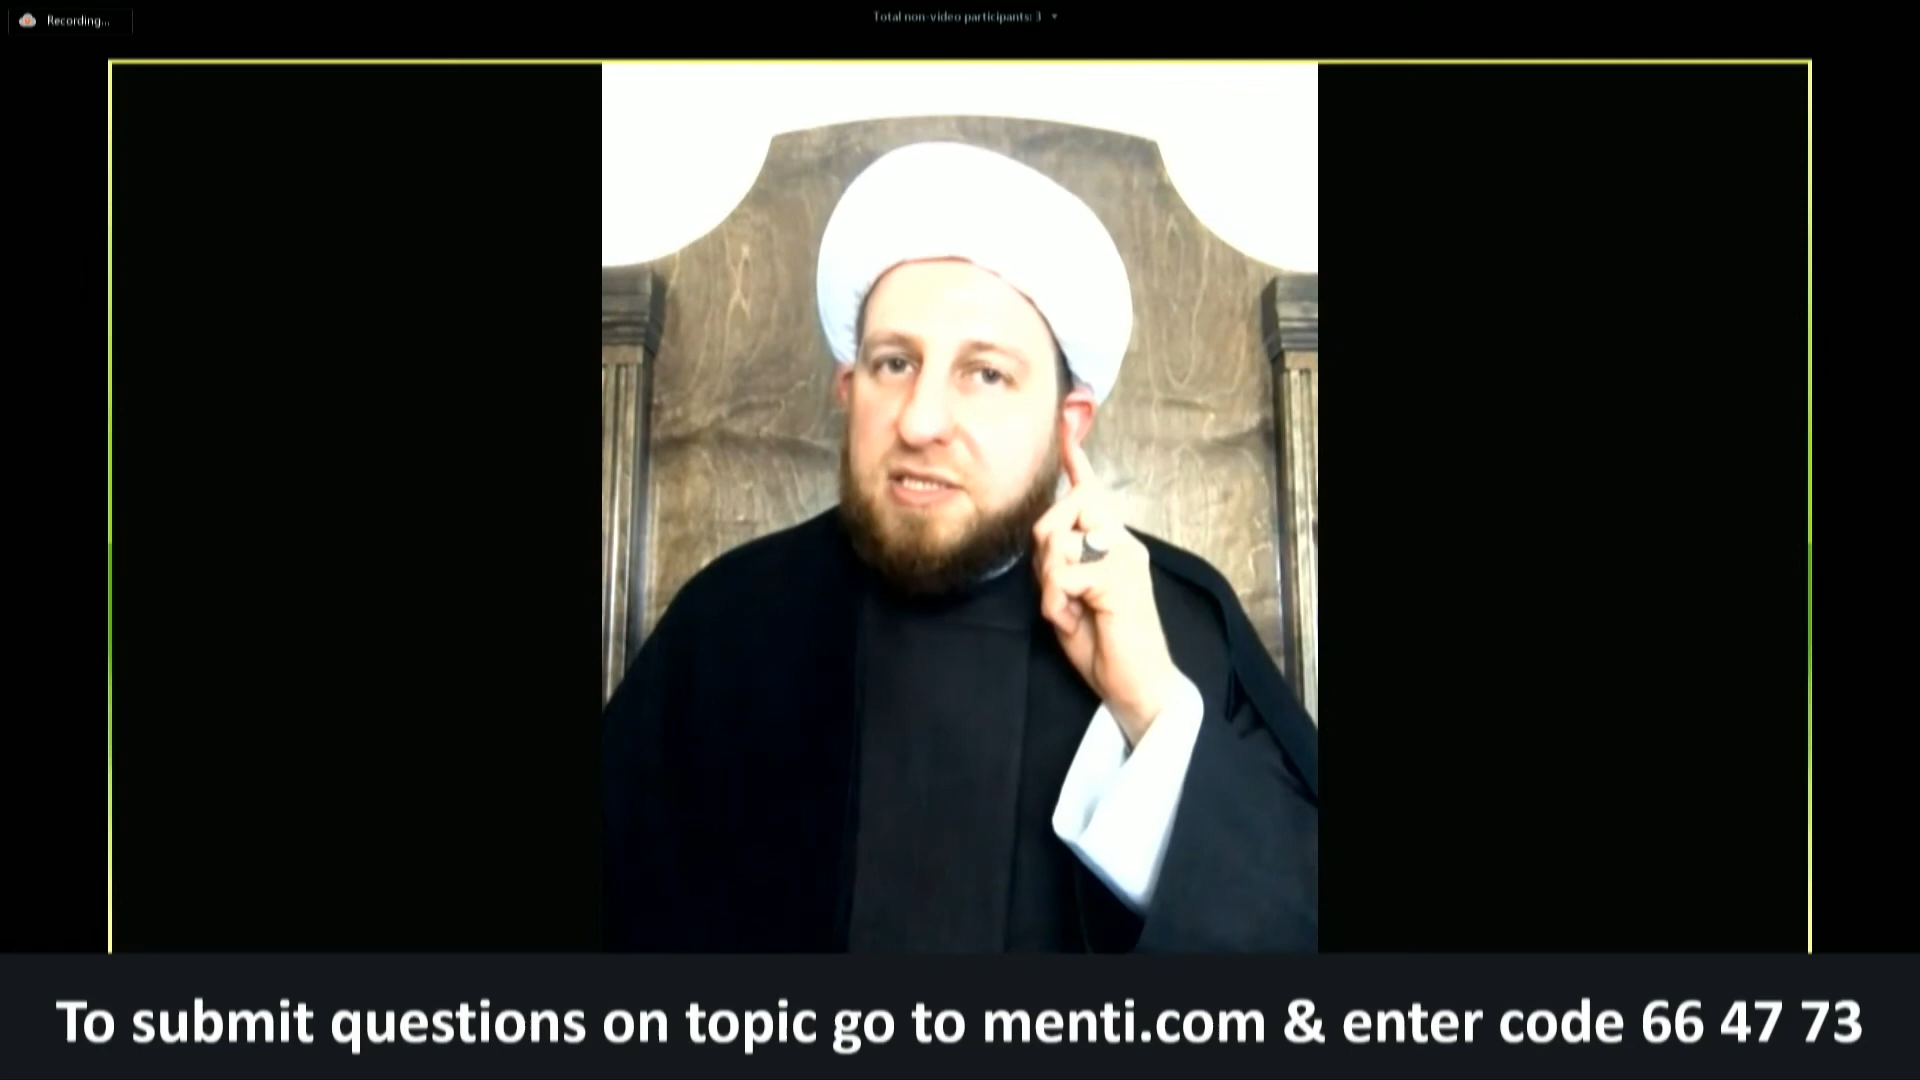 Recording...
Total non-video participants: 3
To submit questions on topic go to menti.com & enter code 66 47 73